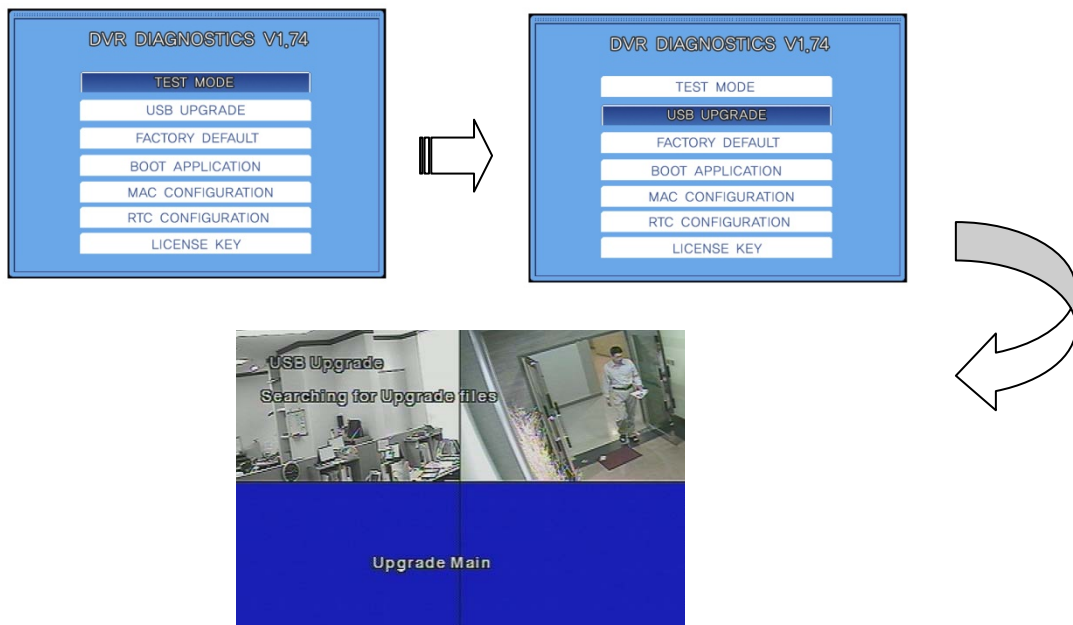 DVR DIAGNOSTICS V1,74
TEST MODE
USB UPGRADE
FACTORY DEFAULT
BOOT APPLICATION
MAC CONFIGURATION
RTC CONFIGURATION
LICENSE KEY
DVR DIAGNOSTICS V1,74
TEST MODE
USB UPGRADE
FACTORY DEFAULT
BOOT APPLICATION
MAC CONFIGURATION
RTC CONFIGURATION
LICENSE KEY
USB Upgrade
Searching for Upgrade files
Upgrade Main